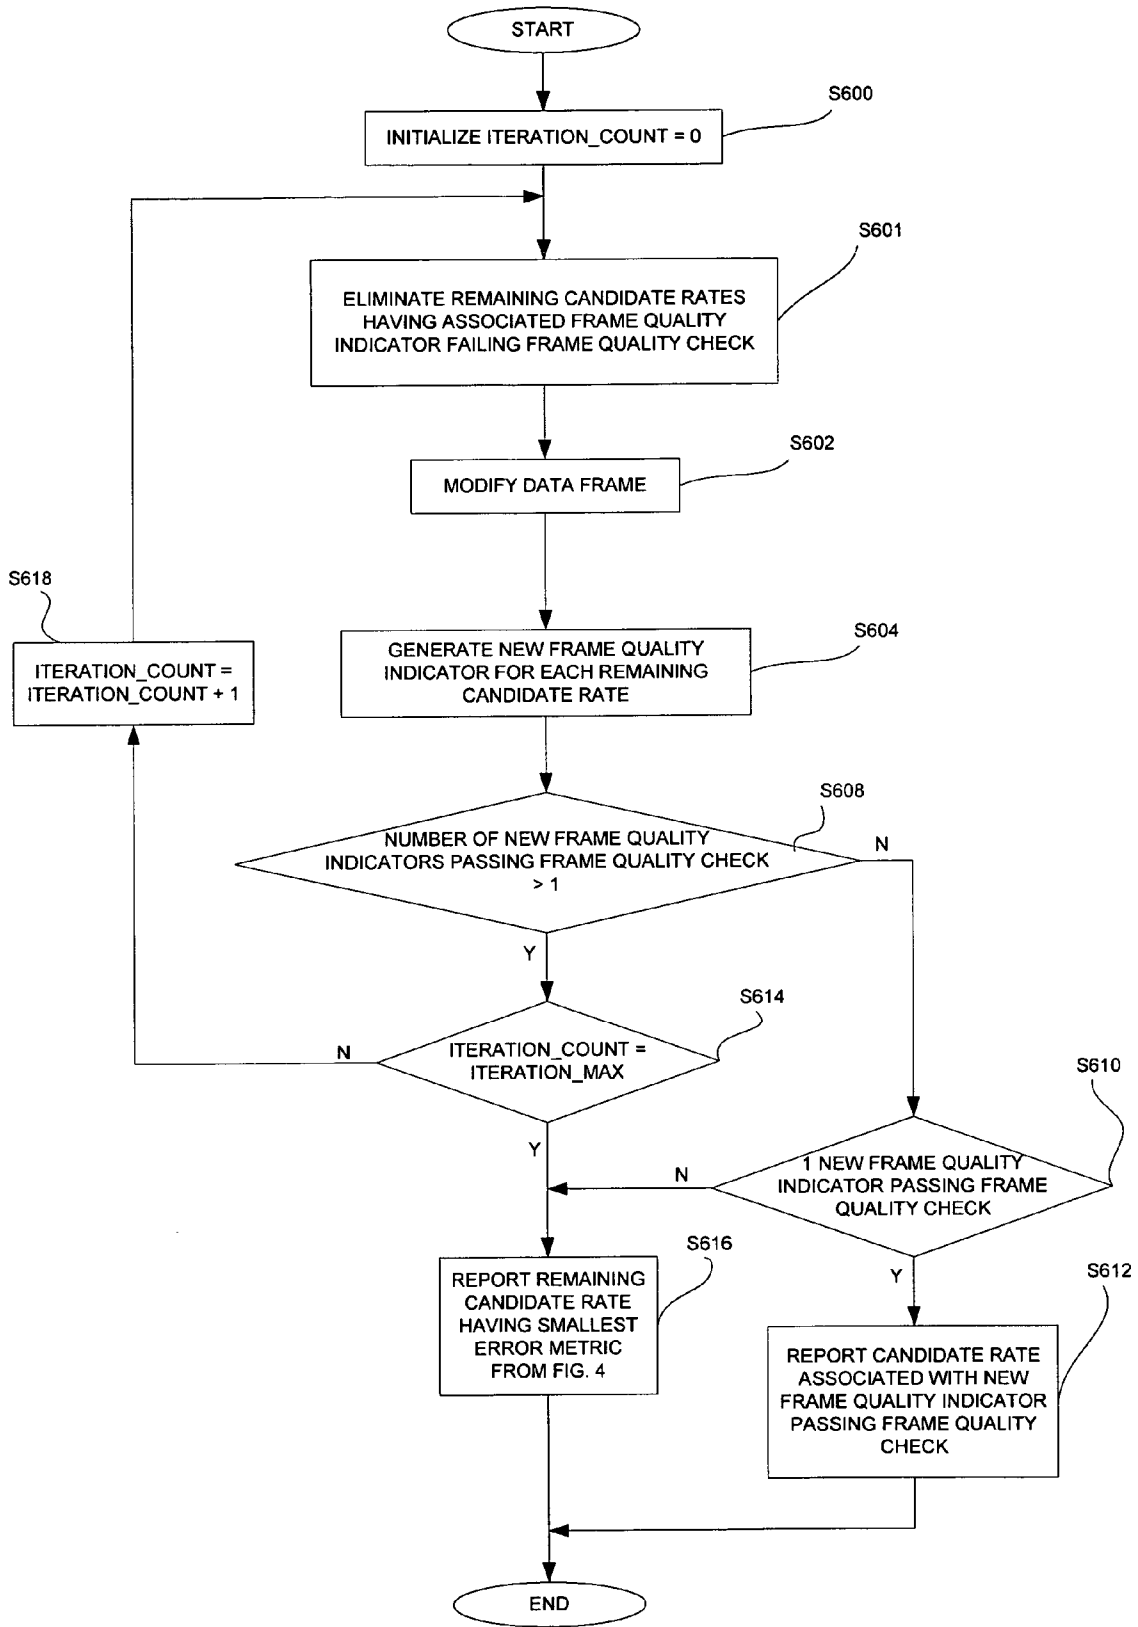 START
S600
INITIALIZE ITERATION_COUNT = 0
S601
ELIMINATE REMAINING CANDIDATE RATES
HAVING ASSOCIATED FRAME QUALITY
INDICATOR FAILING FRAME QUALITY CHECK
S602
MODIFY DATA FRAME
S618
ITERATION_COUNT =
ITERATION_COUNT + 1
S604
GENERATE NEW FRAME QUALITY
INDICATOR FOR EACH REMAINING
CANDIDATE RATE
S608
NUMBER OF NEW FRAME QUALITY
INDICATORS PASSING FRAME QUALITY CHECK
> 1
N
Y
S614
ITERATION_COUNT =
ITERATION_MAX
N
Y
S610
1 NEW FRAME QUALITY
INDICATOR PASSING FRAME
QUALITY CHECK
N
Y
S616
REPORT REMAINING
CANDIDATE RATE
HAVING SMALLEST
ERROR METRIC
FROM FIG. 4
S612
REPORT CANDIDATE RATE
ASSOCIATED WITH NEW
FRAME QUALITY INDICATOR
PASSING FRAME QUALITY
CHECK
END